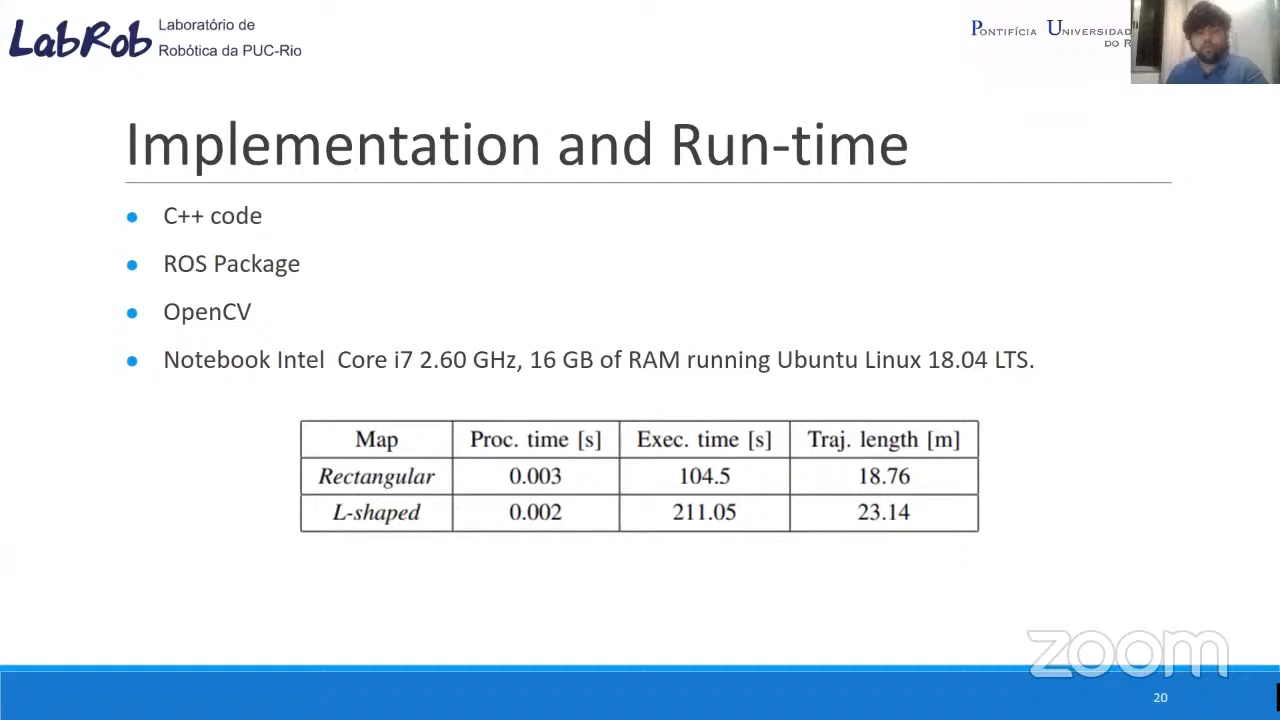 LabRob
Laboratório de
Robótica da PUC-Rio
PONTIFÍCIA UNIVERSIDAD
DO R
Implementation and Run-time
• C++ code
• ROS Package
• OpenCV
• Notebook Intel Core i7 2.60 GHz, 16 GB of RAM running Ubuntu Linux 18.04 LTS.
Map Proc. time [s] Exec. time [s] Traj. length [m]
Rectangular 0.003 104.5 18.76
L-shaped 0.002 211.05 23.14
zoom
20